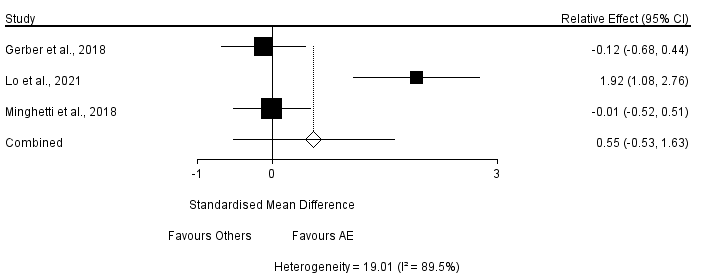 Study Relative Effect (95% CI)
Gerber et al., 2018 -0.12 (-0.68, 0.44)
Lo et al., 2021 1.92 (1.08, 2.76)
Minghetti et al., 2018 -0.01 (-0.52, 0.51)
Combined 0.55 (-0.53, 1.63)
-1 0 3
Standardised Mean Difference
Favours Others Favours AE
Heterogeneity = 19.01 (I² = 89.5%)